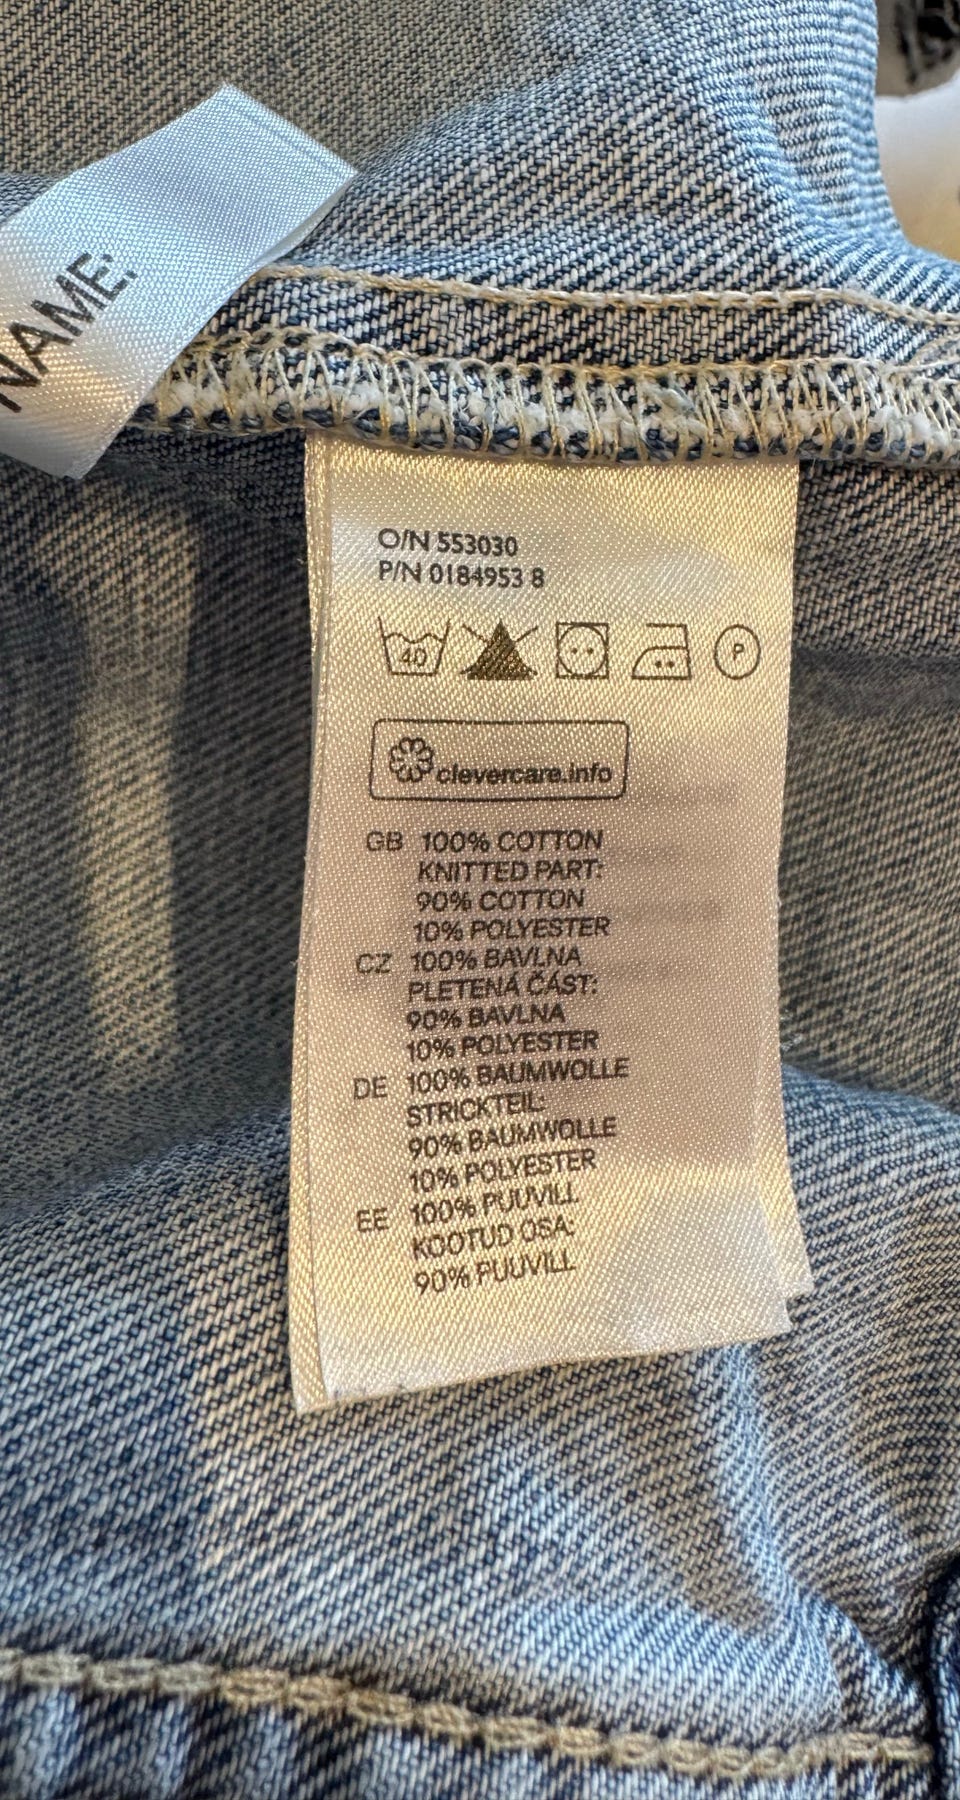 NAME:
O/N 553030
P/N 0184953 8
40 P
clevercare.info
GB 100% COTTON
KNITTED PART:
90% COTTON
10% POLYESTER
CZ 100% BAVLNA
PLETENÁ ČÁST:
90% BAVLNA
10% POLYESTER
DE 100% BAUMWOLLE
STRICKTEIL:
90% BAUMWOLLE
10% POLYESTER
EE 100% PUUVILL
KOOTUD OSA:
90% PUUVILL